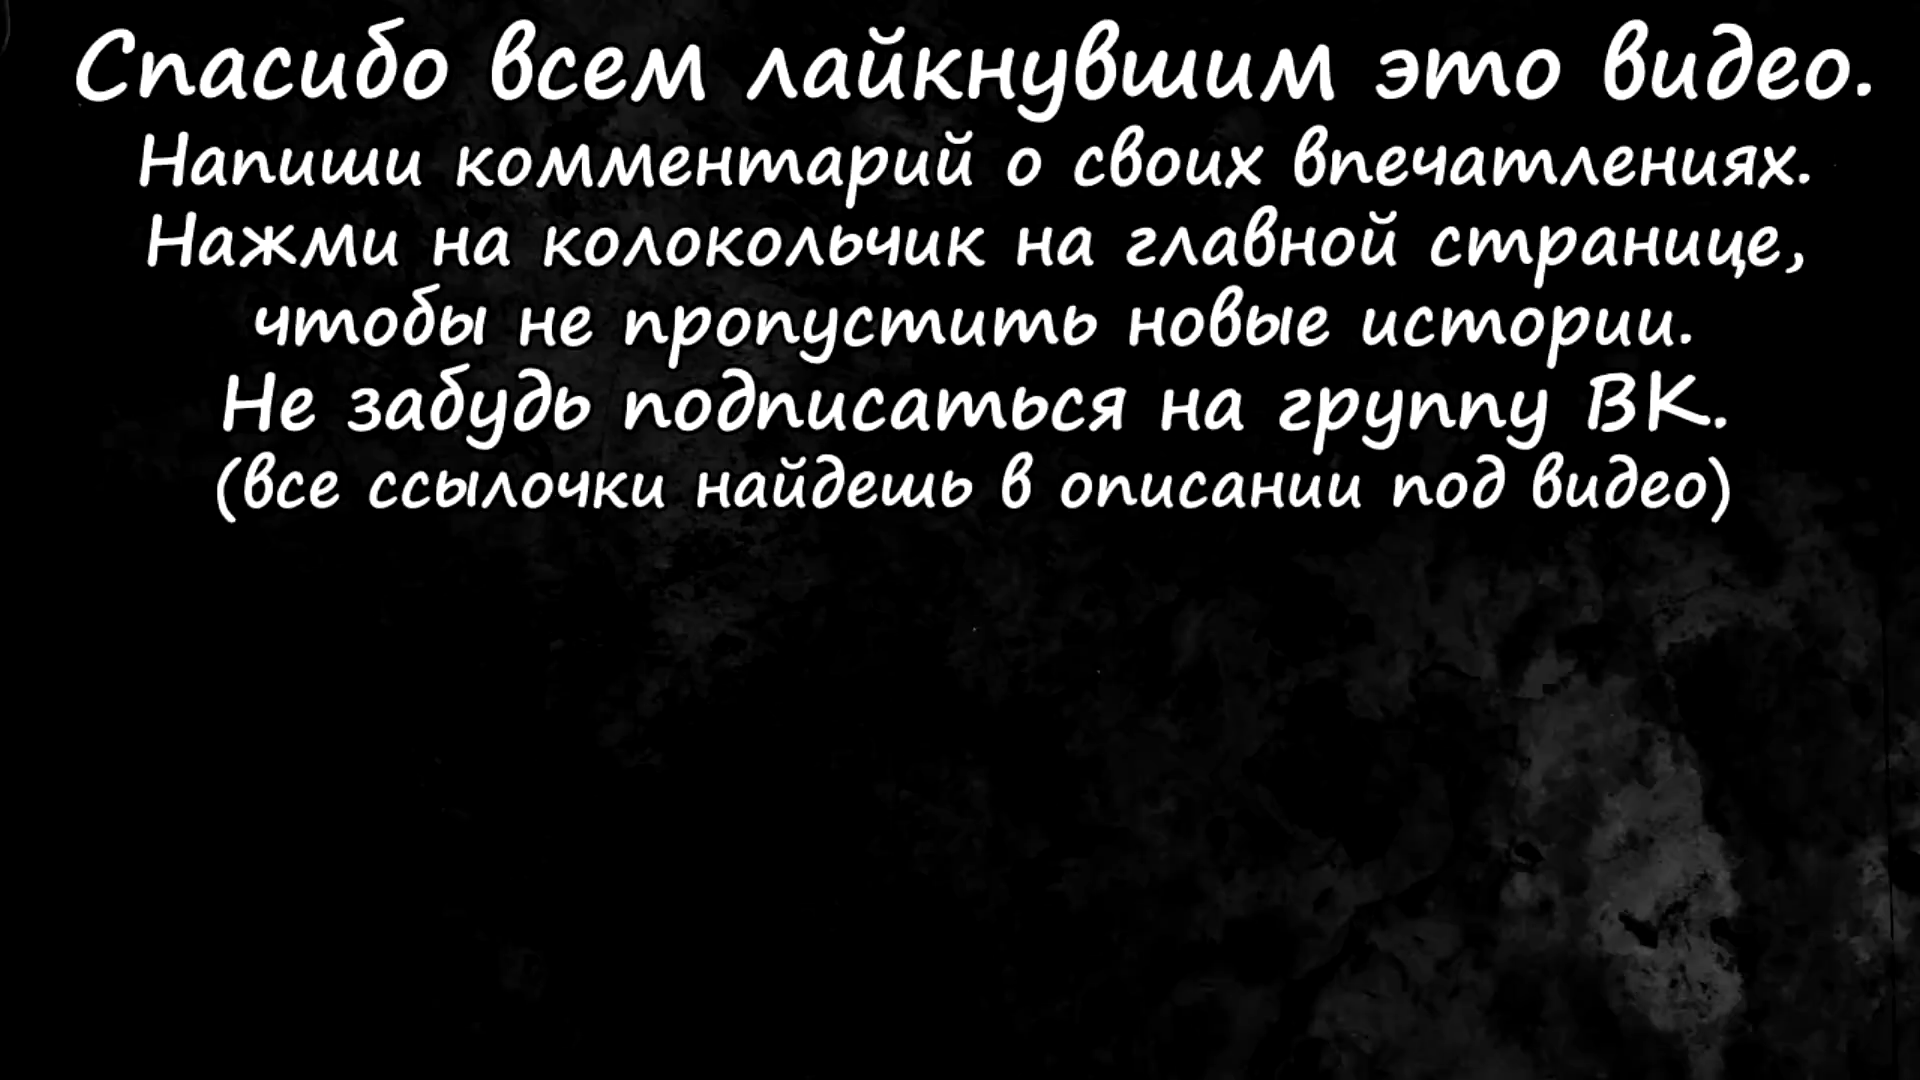 Спасибо всем лайкнувшим это видео.
Напиши комментарий о своих впечатлениях.
Нажми на колокольчик на главной странице,
чтобы не пропустить новые истории.
Не забудь подписаться на группу ВК.
(все ссылочки найдешь в описании под видео)